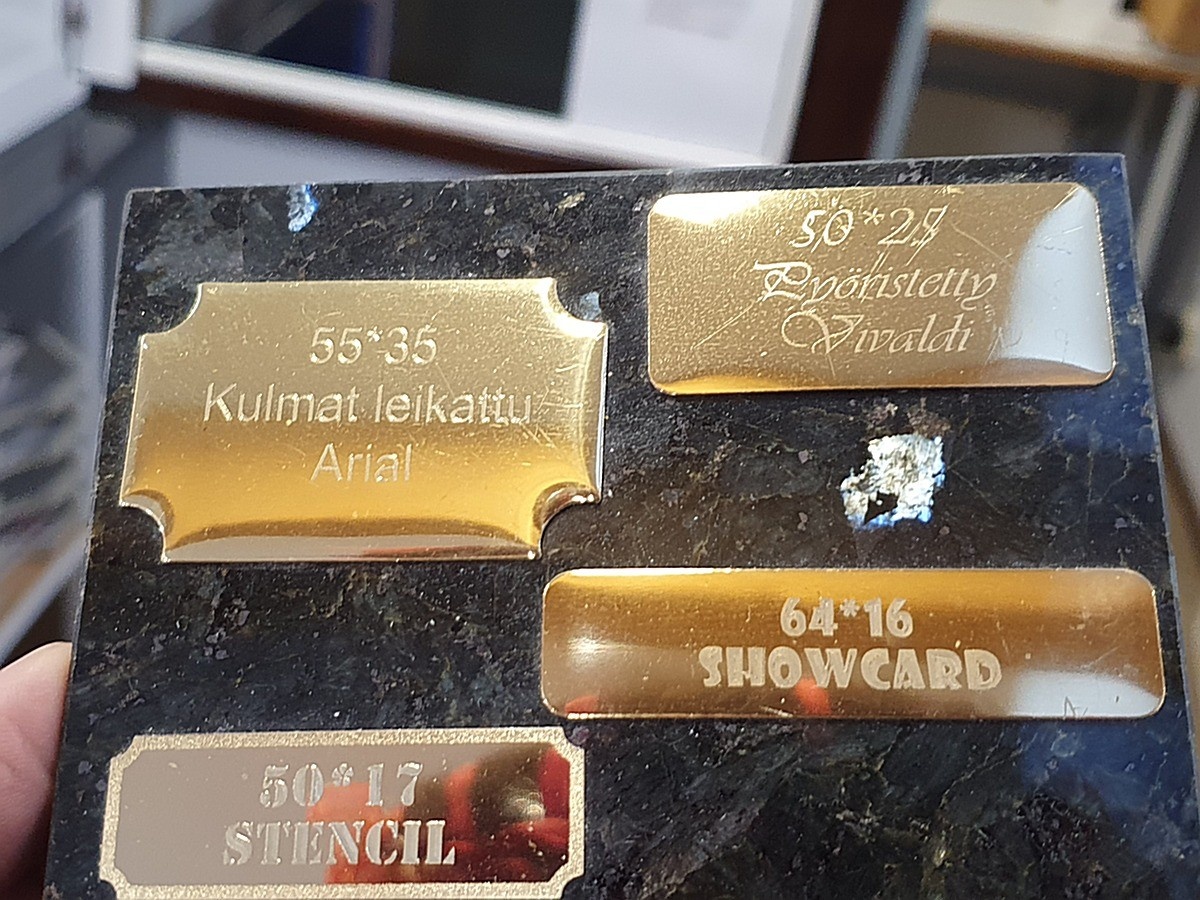 50*25
Pyöristetty
Vivaldi
55*35
Kulmat leikattu
Arial
64*16
SHOWCARD
50*17
STENCIL